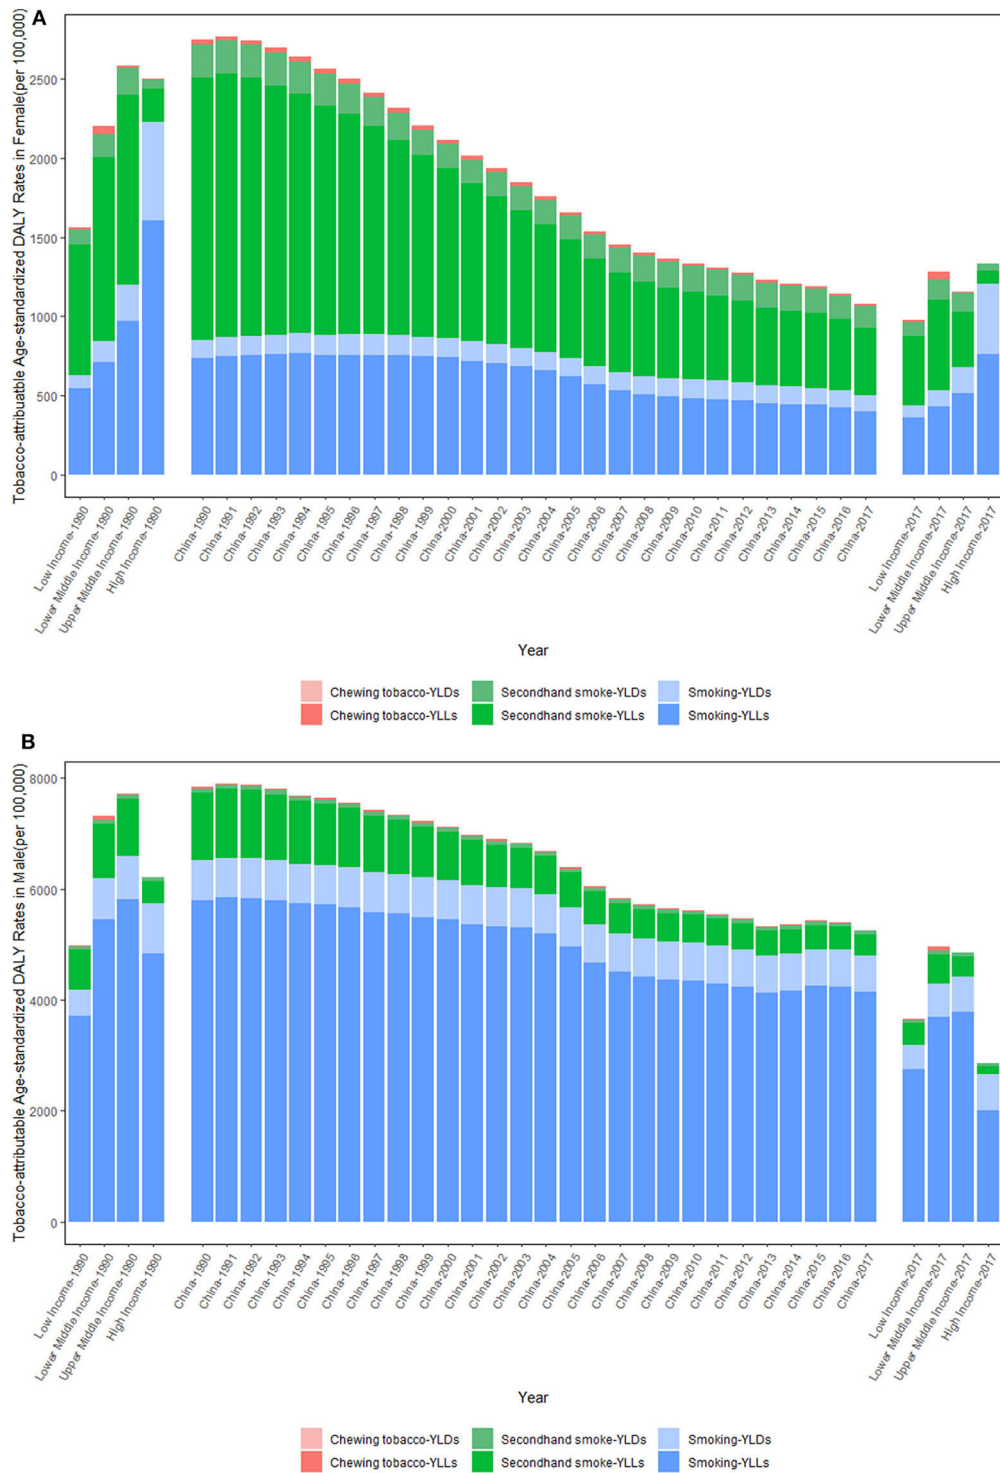 A
Tobacco-attribuatble Age-standardized DALY Rates in Female(per 100,000)
2500
2000
1500
1000
500
0
Low Income-1990
Lower Middle Income-1990
Upper Middle Income-1990
High Income-1990
China-1990
China-1991
China-1992
China-1993
China-1994
China-1995
China-1996
China-1997
China-1998
China-1999
China-2000
China-2001
China-2002
China-2003
China-2004
China-2005
China-2006
China-2007
China-2008
China-2009
China-2010
China-2011
China-2012
China-2013
China-2014
China-2015
China-2016
China-2017
Low Income-2017
Lower Middle Income-2017
Upper Middle Income-2017
High Income-2017
Year
Chewing tobacco-YLDs Secondhand smoke-YLDs Smoking-YLDs
Chewing tobacco-YLLs Secondhand smoke-YLLs Smoking-YLLs
B
Tobacco-attributable Age-standardized DALY Rates in Male(per 100,000)
8000
6000
4000
2000
0
Low Income-1990
Lower Middle Income-1990
Upper Middle Income-1990
High Income-1990
China-1990
China-1991
China-1992
China-1993
China-1994
China-1995
China-1996
China-1997
China-1998
China-1999
China-2000
China-2001
China-2002
China-2003
China-2004
China-2005
China-2006
China-2007
China-2008
China-2009
China-2010
China-2011
China-2012
China-2013
China-2014
China-2015
China-2016
China-2017
Low Income-2017
Lower Middle Income-2017
Upper Middle Income-2017
High Income-2017
Year
Chewing tobacco-YLDs Secondhand smoke-YLDs Smoking-YLDs
Chewing tobacco-YLLs Secondhand smoke-YLLs Smoking-YLLs